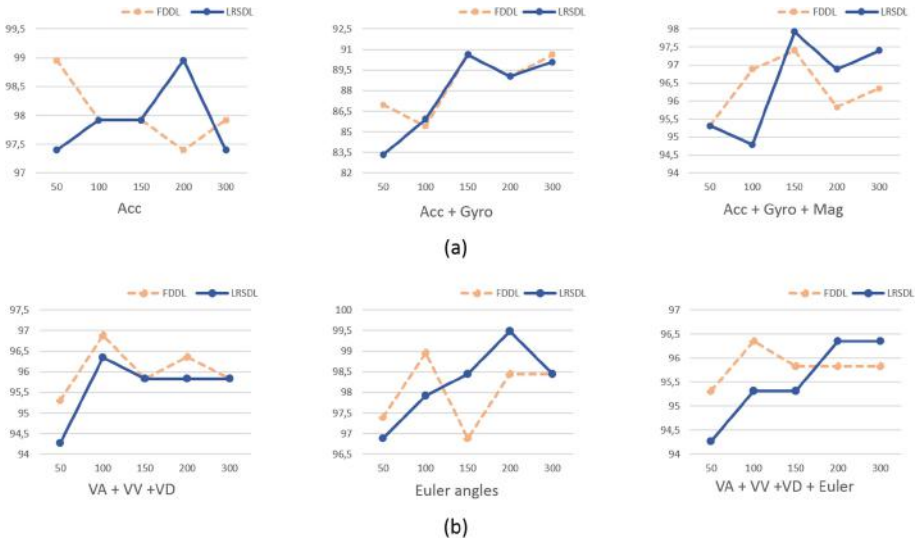 FDDL LRSDL
99,5
99
98,5
98
97,5
97
50 100 150 200 300
Acc
FDDL LRSDL
92,5
91
89,5
88
86,5
85
83,5
82
50 100 150 200 300
Acc + Gyro
FDDL LRSDL
98
97,5
97
96,5
96
95,5
95
94,5
94
50 100 150 200 300
Acc + Gyro + Mag
(a)
FDDL LRSDL
97,5
97
96,5
96
95,5
95
94,5
94
50 100 150 200 300
VA + VV +VD
FDDL LRSDL
100
99,5
99
98,5
98
97,5
97
96,5
50 100 150 200 300
Euler angles
FDDL LRSDL
97
96,5
96
95,5
95
94,5
94
50 100 150 200 300
VA + VV +VD + Euler
(b)